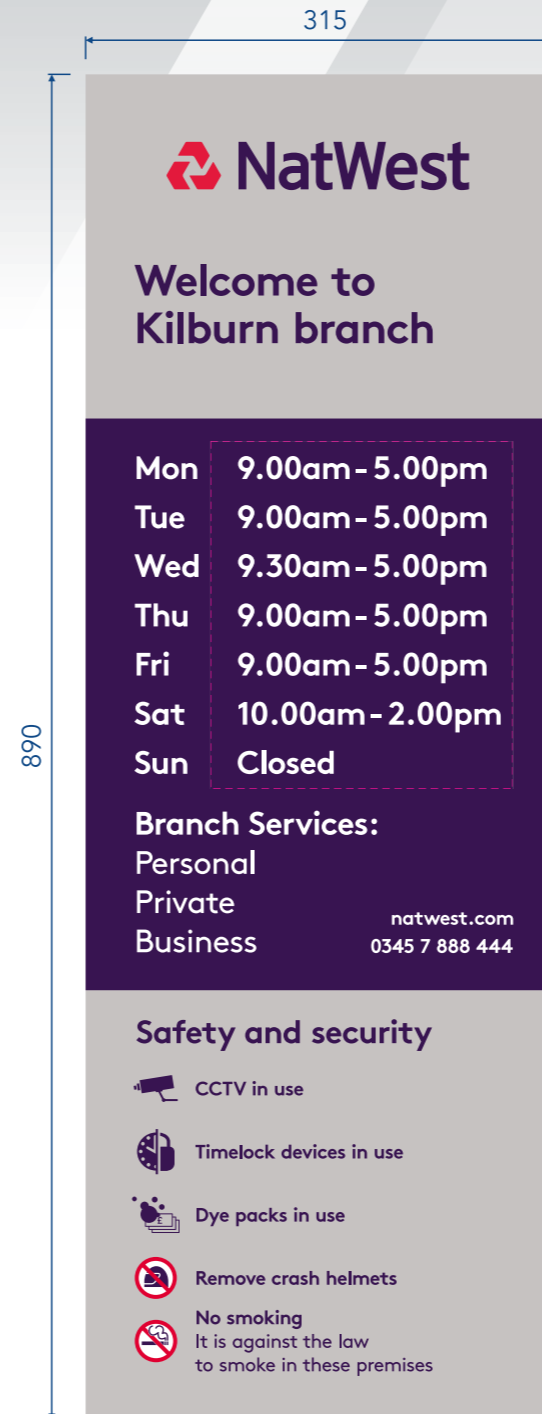 315
890
NatWest
Welcome to
Kilburn branch
Mon 9.00am-5.00pm
Tue 9.00am-5.00pm
Wed 9.30am-5.00pm
Thu 9.00am-5.00pm
Fri 9.00am-5.00pm
Sat 10.00am-2.00pm
Sun Closed
Branch Services:
Personal
Private
Business
natwest.com
0345 7 888 444
Safety and security
CCTV in use
Timelock devices in use
Dye packs in use
Remove crash helmets
No smoking
It is against the law
to smoke in these premises